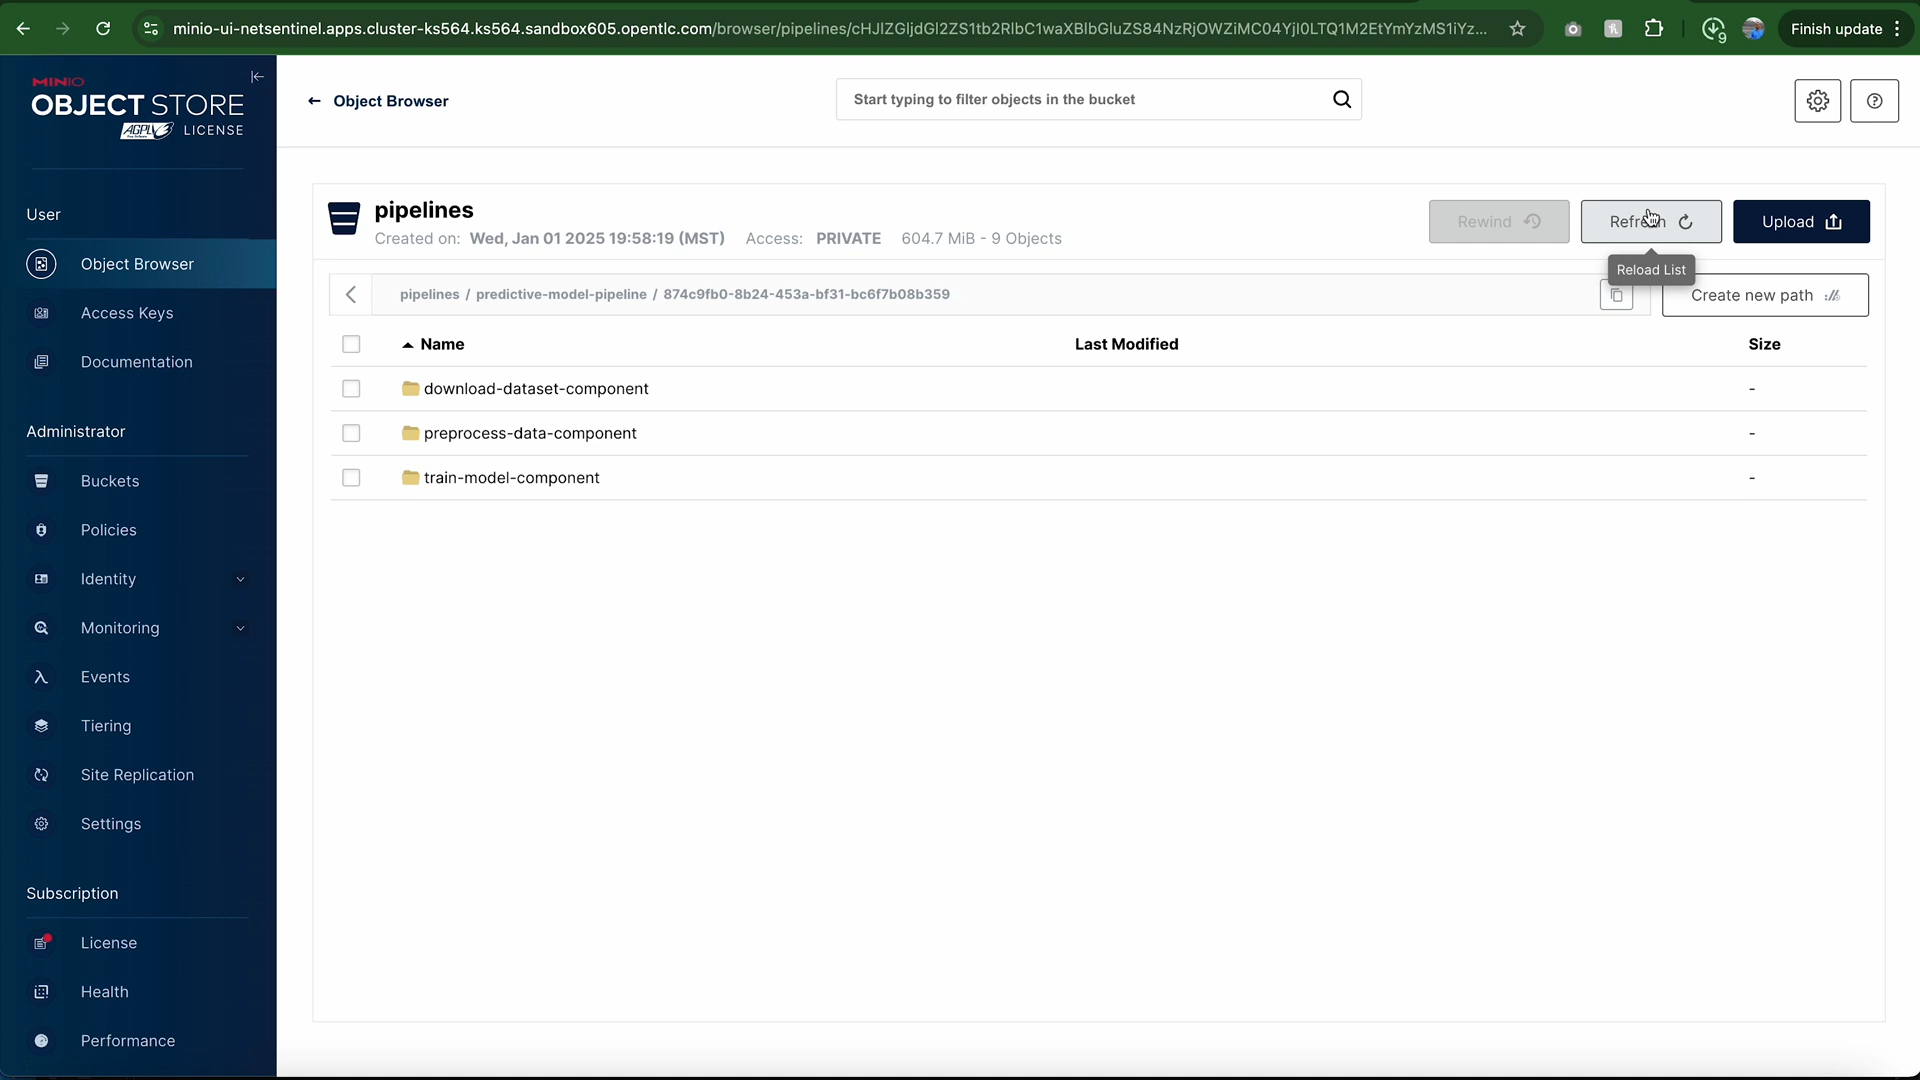 minio-ui-netsentinel.apps.cluster-ks564.ks564.sandbox605.opentlc.com/browser/pipelines/cHJlZGljdGl2ZS1tb2RlbC1waXBlbGluZS84NzRjOWZiMC04YjI0LTQ1M2EtYmYzMS1iYz...
9
Finish update
MINIO
OBJECT STORE
AGPLV3 LICENSE
Object Browser
Start typing to filter objects in the bucket
User
Object Browser
Access Keys
Documentation
Administrator
Buckets
Policies
Identity
Monitoring
Events
Tiering
Site Replication
Settings
Subscription
License
Health
Performance
pipelines
Created on: Wed, Jan 01 2025 19:58:19 (MST) Access: PRIVATE 604.7 MiB - 9 Objects
Rewind
Refresh
Upload
Reload List
pipelines / predictive-model-pipeline / 874c9fb0-8b24-453a-bf31-bc6f7b08b359
Create new path
Name Last Modified Size
download-dataset-component -
preprocess-data-component -
train-model-component -